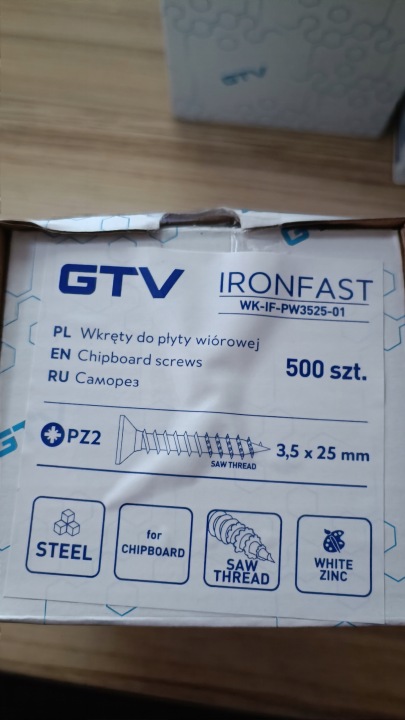 GTV
GTV IRONFAST
WK-IF-PW3525-01
PL Wkręty do płyty wiórowej
EN Chipboard screws
RU Саморез
500 szt.
PZ2
SAW THREAD
3,5 x 25 mm
STEEL
for
CHIPBOARD
SAW
THREAD
WHITE
ZINC